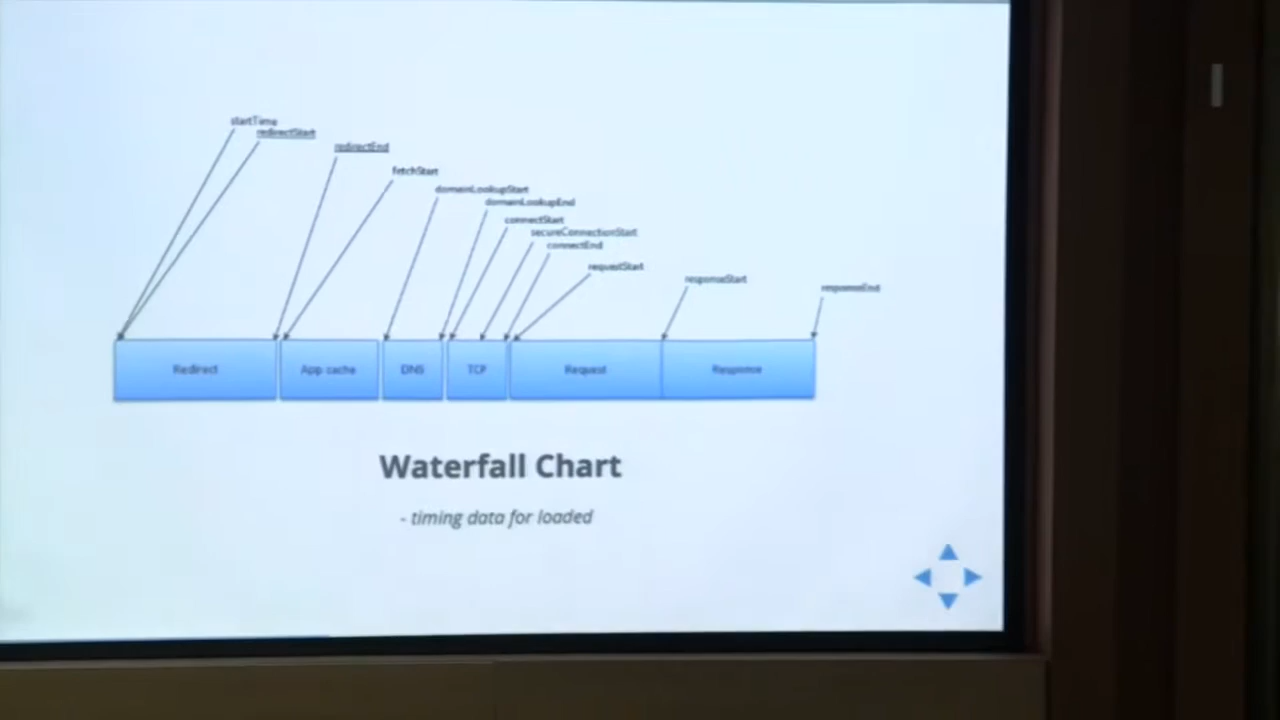 startTime
redirectStart
redirectEnd
fetchStart
domainLookupStart
domainLookupEnd
connectStart
secureConnectionStart
connectEnd
requestStart
responseStart
responseEnd
Redirect
App cache
DNS
TCP
Request
Response
Waterfall Chart
- timing data for loaded